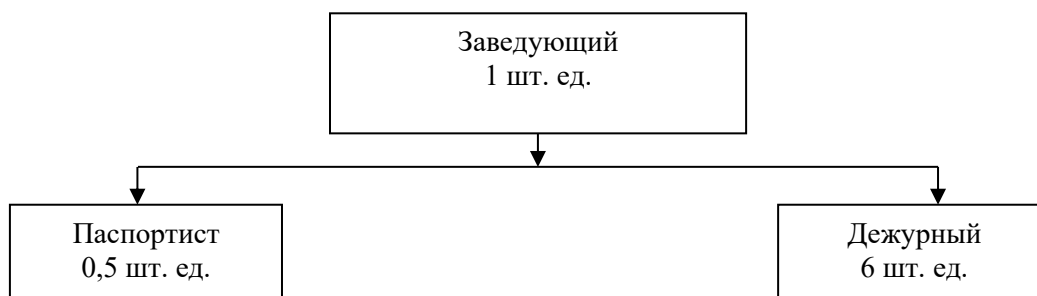 Заведующий
1 шт. ед.
Паспортист
0,5 шт. ед.
Дежурный
6 шт. ед.